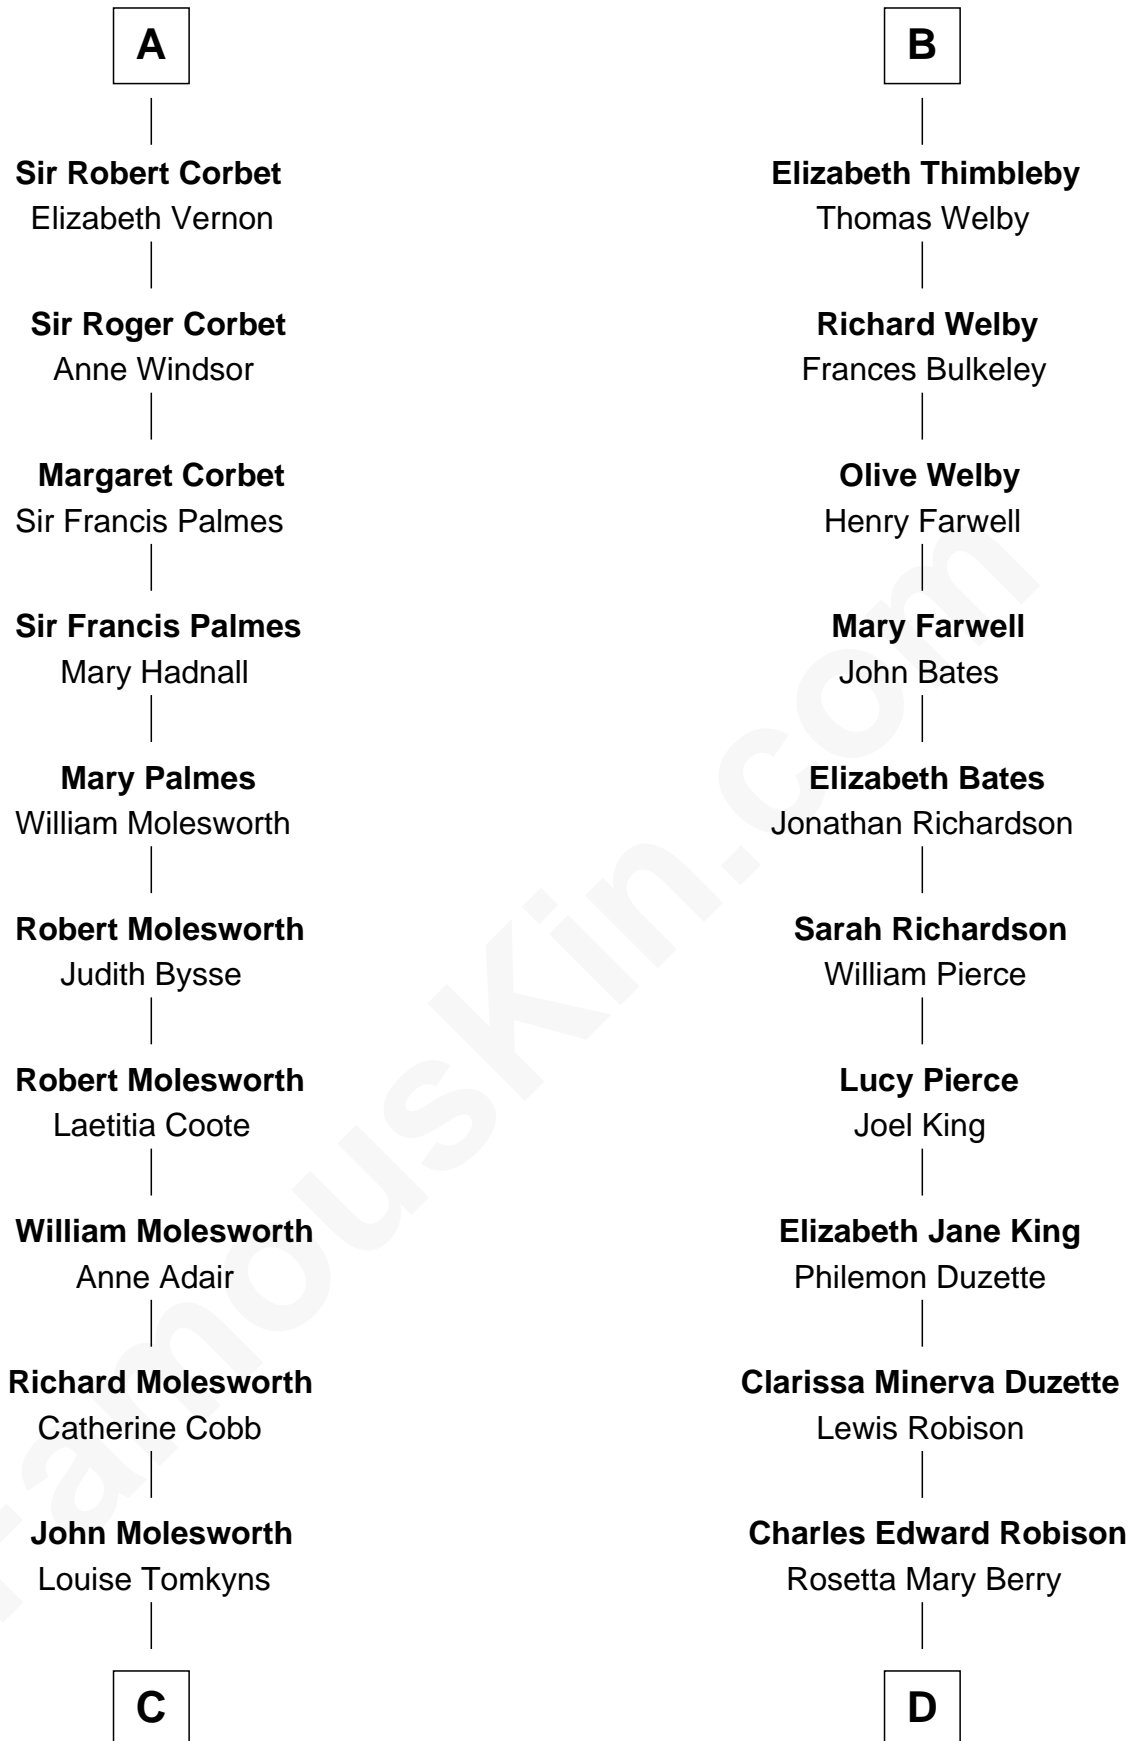 A
Sir Robert Corbet
Elizabeth Vernon
Sir Roger Corbet
Anne Windsor
Margaret Corbet
Sir Francis Palmes
Sir Francis Palmes
Mary Hadnall
Mary Palmes
William Molesworth
Robert Molesworth
Judith Bysse
Robert Molesworth
Laetitia Coote
William Molesworth
Anne Adair
Richard Molesworth
Catherine Cobb
John Molesworth
Louise Tomkyns
C
B
Elizabeth Thimbleby
Thomas Welby
Richard Welby
Frances Bulkeley
Olive Welby
Henry Farwell
Mary Farwell
John Bates
Elizabeth Bates
Jonathan Richardson
Sarah Richardson
William Pierce
Lucy Pierce
Joel King
Elizabeth Jane King
Philemon Duzette
Clarissa Minerva Duzette
Lewis Robison
Charles Edward Robison
Rosetta Mary Berry
D
FamousKin.com